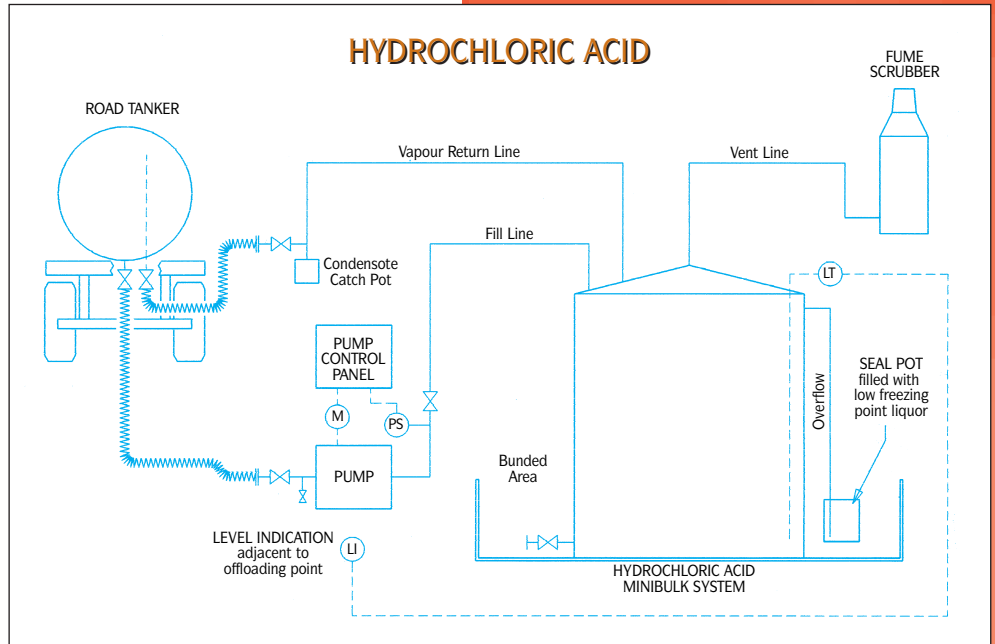 HYDROCHLORIC ACID
FUME
SCRUBBER
ROAD TANKER
Vapour Return Line
Vent Line
Fill Line
Condensote
Catch Pot
LT
PUMP
CONTROL
PANEL
SEAL POT
filled with
low freezing
point liquor
Overflow
M
PS
Bunded
Area
PUMP
LEVEL INDICATION
adjacent to
offloading point
LI
HYDROCHLORIC ACID
MINIBULK SYSTEM